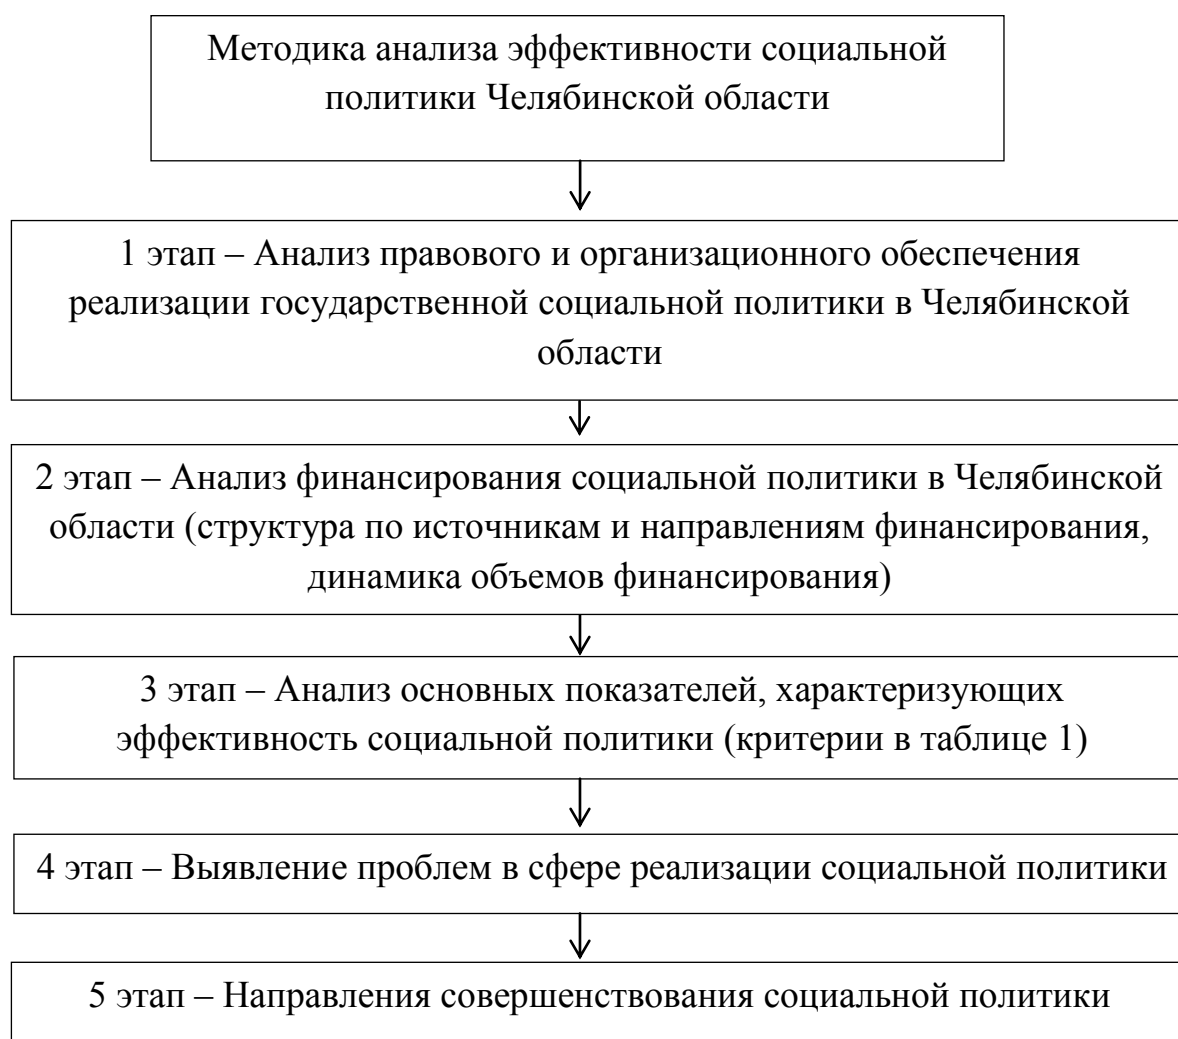 Методика анализа эффективности социальной
политики Челябинской области
1 этап – Анализ правового и организационного обеспечения
реализации государственной социальной политики в Челябинской
области
2 этап – Анализ финансирования социальной политики в Челябинской
области (структура по источникам и направлениям финансирования,
динамика объемов финансирования)
3 этап – Анализ основных показателей, характеризующих
эффективность социальной политики (критерии в таблице 1)
4 этап – Выявление проблем в сфере реализации социальной политики
5 этап – Направления совершенствования социальной политики